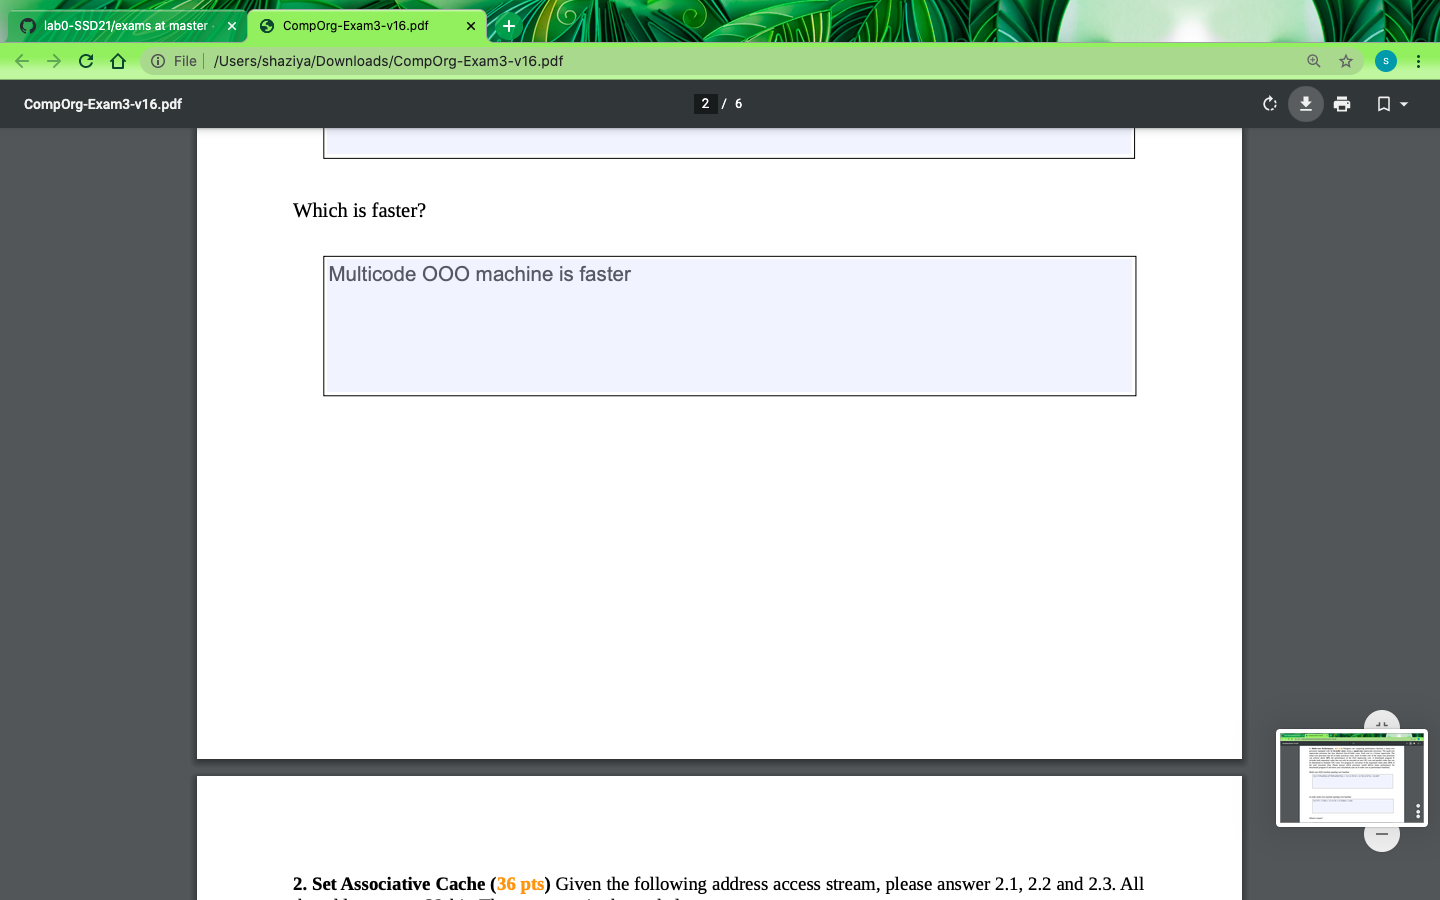 lab0-SSD21/exams at master
CompOrg-Exam3-v16.pdf
File
/Users/shaziya/Downloads/CompOrg-Exam3-v16.pdf
s
CompOrg-Exam3-v16.pdf
2 / 6
Which is faster?
Multicode OOO machine is faster
2. Set Associative Cache (36 pts) Given the following address access stream, please answer 2.1, 2.2 and 2.3. All